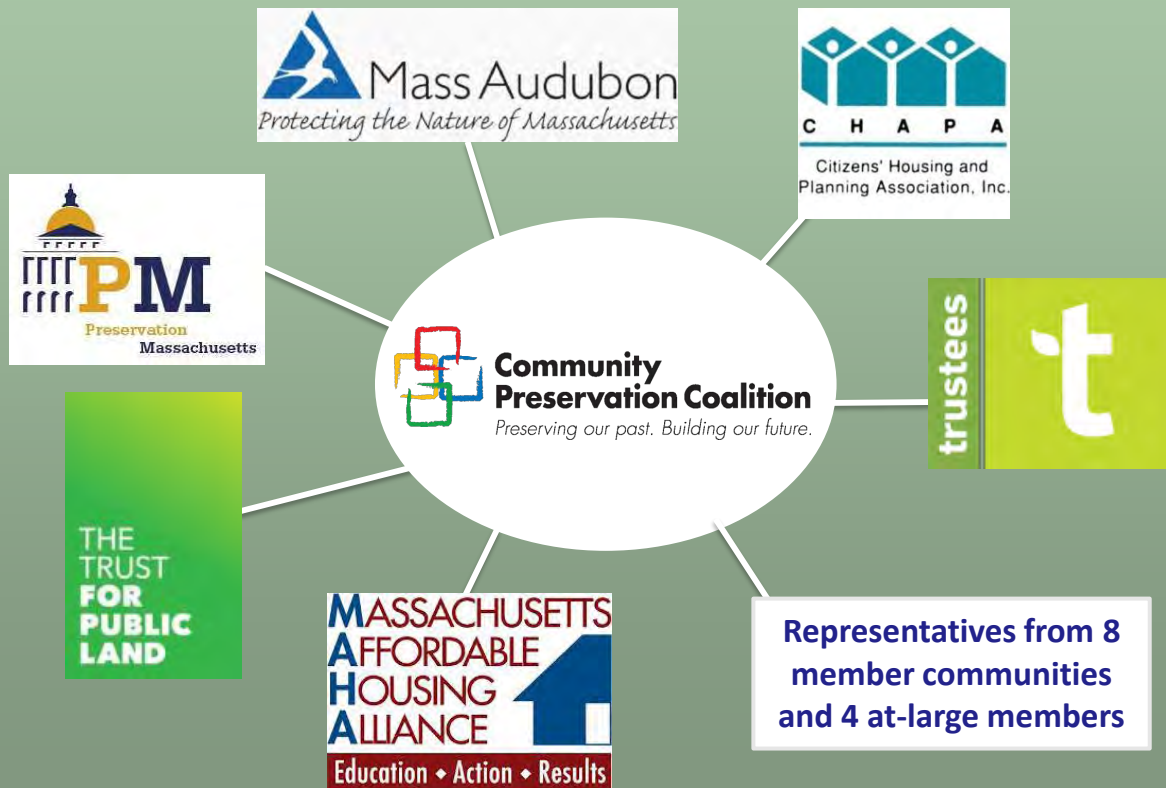 Mass Audubon
Protecting the Nature of Massachusetts
C H A P A
Citizens' Housing and
Planning Association, Inc.
PM
Preservation
Massachusetts
Community
Preservation Coalition
Preserving our past. Building our future.
trustees
t
THE
TRUST
FOR
PUBLIC
LAND
MASSACHUSETTS
AFFORDABLE
HOUSING
ALLIANCE
Education • Action • Results
Representatives from 8
member communities
and 4 at-large members